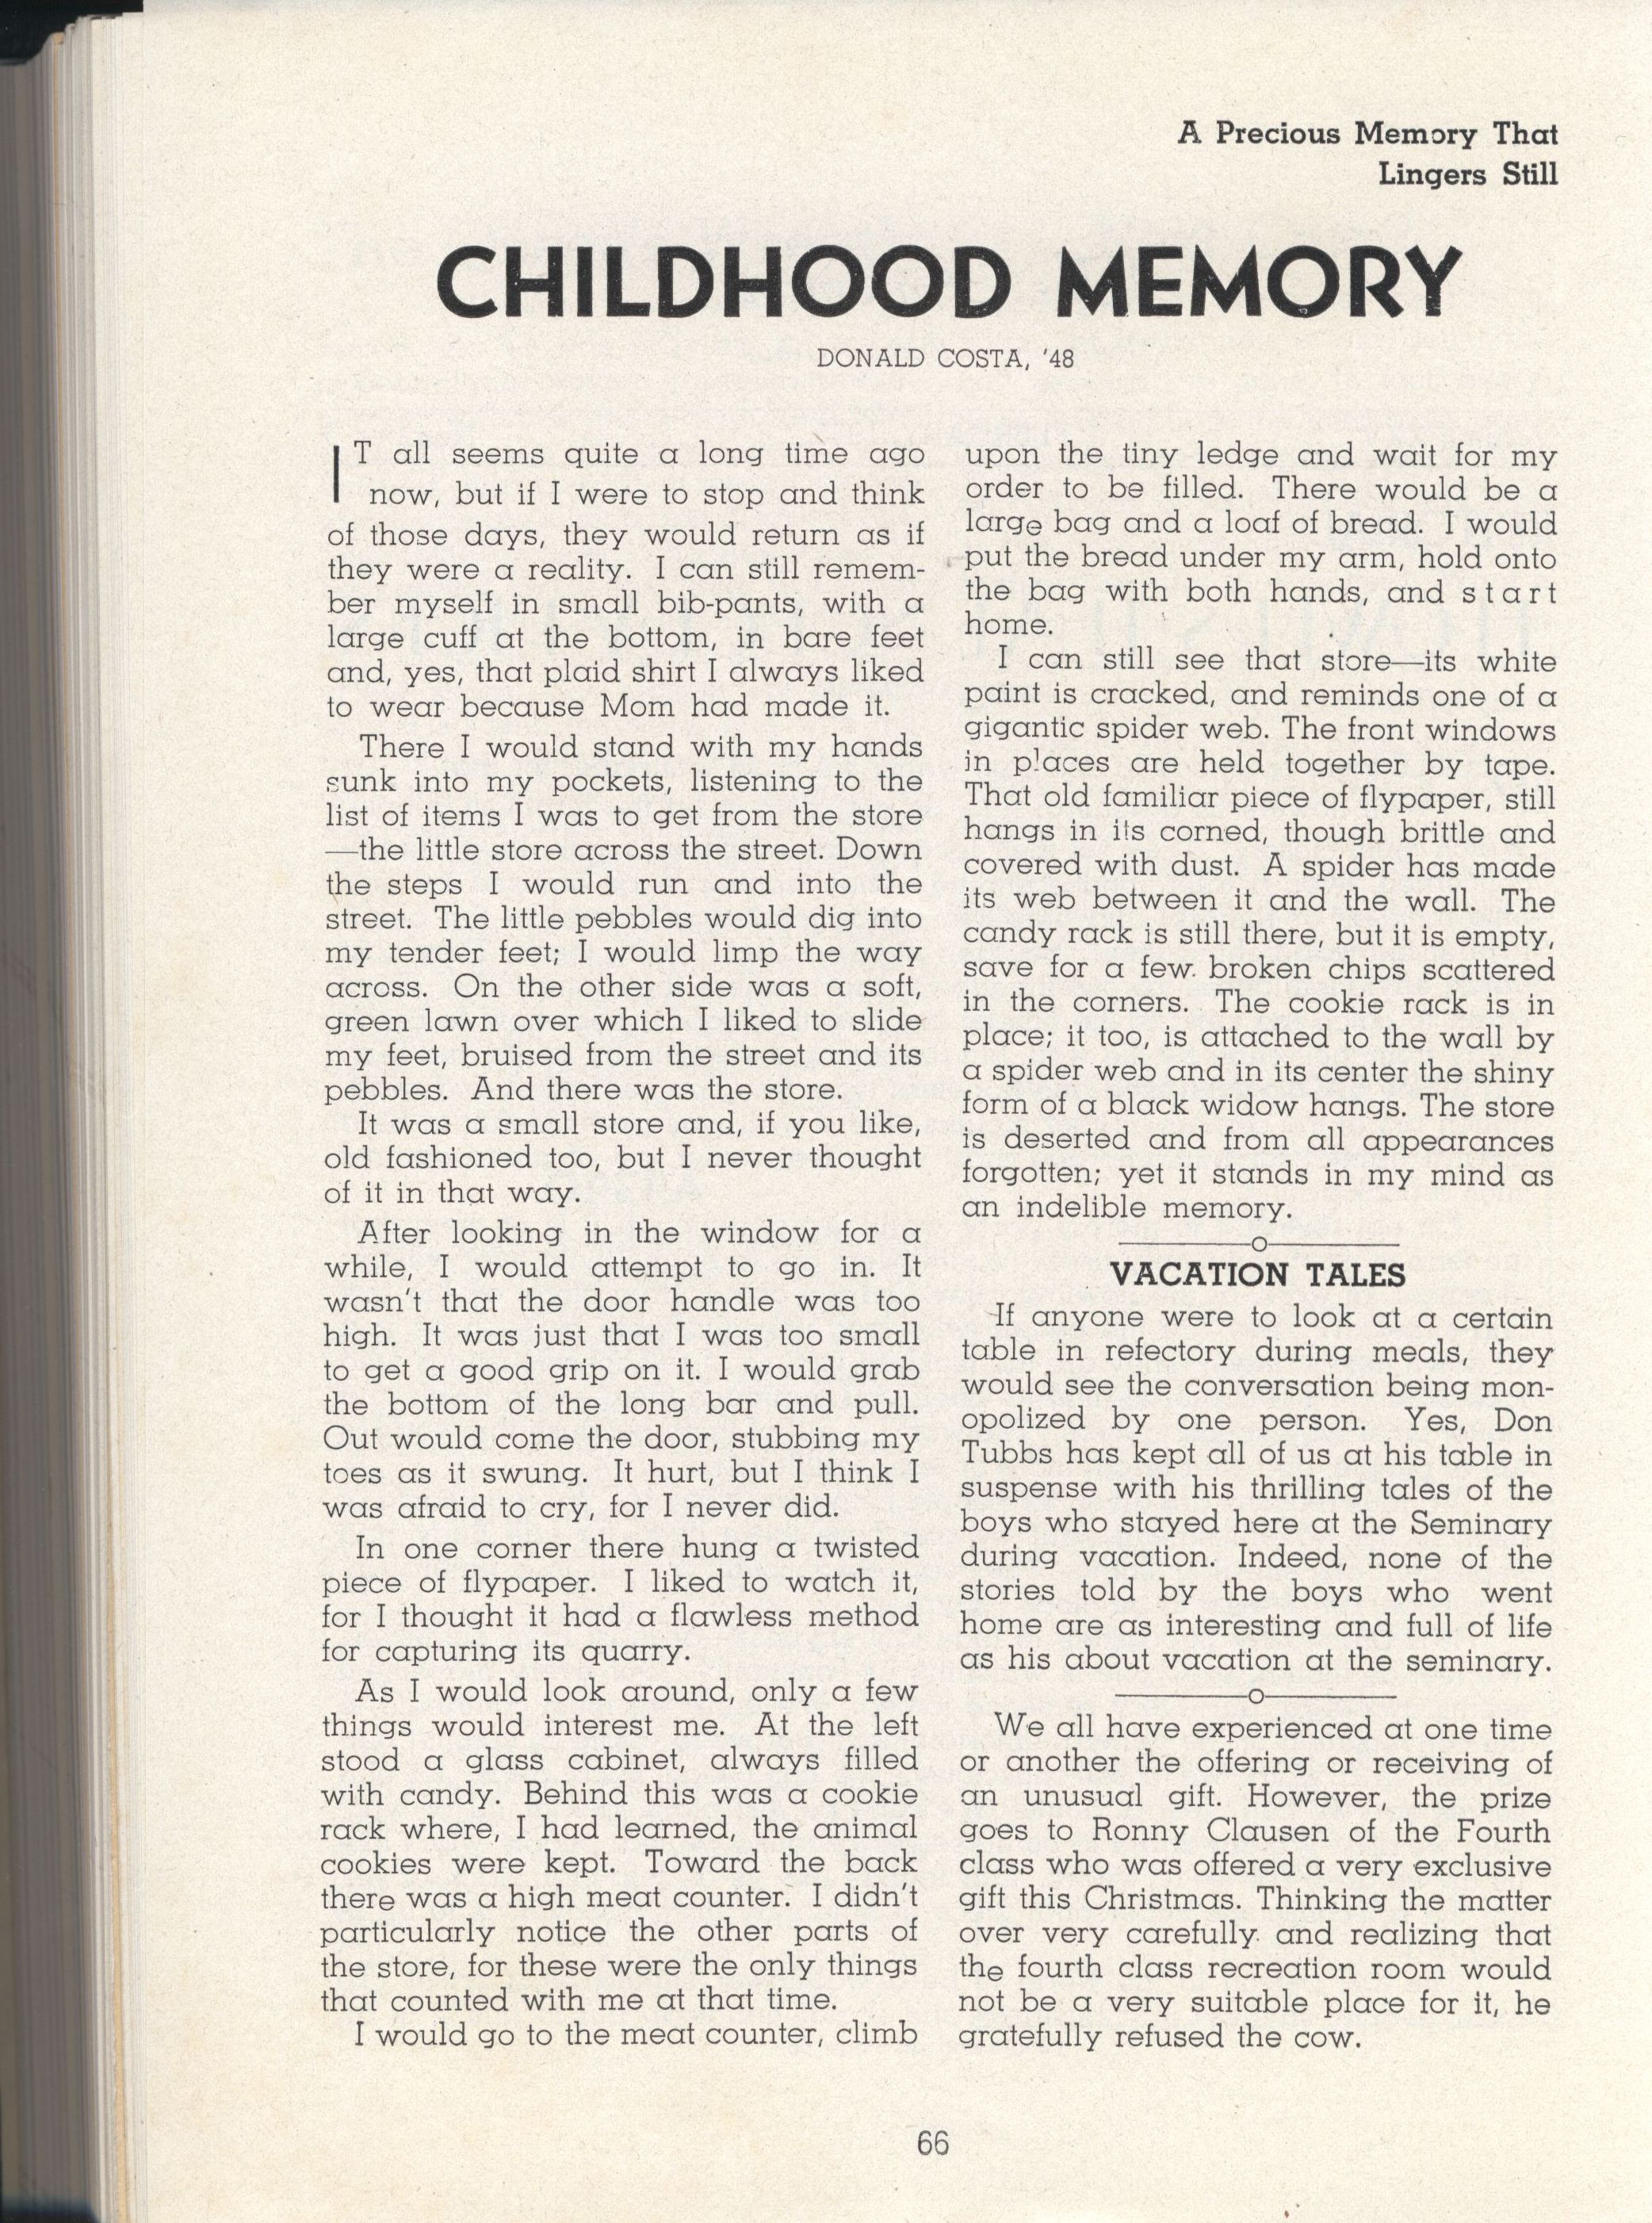 A Precious Memory That
Lingers Still
CHILDHOOD MEMORY
DONALD COSTA, '48
IT all seems quite a long time ago
now, but if I were to stop and think
of those days, they would return as if
they were a reality. I can still remem-
ber myself in small bib-pants, with a
large cuff at the bottom, in bare feet
and, yes, that plaid shirt I always liked
to wear because Mom had made it.
There I would stand with my hands
sunk into my pockets, listening to the
list of items I was to get from the store
—the little store across the street. Down
the steps I would run and into the
street. The little pebbles would dig into
my tender feet; I would limp the way
across. On the other side was a soft,
green lawn over which I liked to slide
my feet, bruised from the street and its
pebbles. And there was the store.
It was a small store and, if you like,
old fashioned too, but I never thought
of it in that way.
After looking in the window for a
while, I would attempt to go in. It
wasn't that the door handle was too
high. It was just that I was too small
to get a good grip on it. I would grab
the bottom of the long bar and pull.
Out would come the door, stubbing my
toes as it swung. It hurt, but I think I
was afraid to cry, for I never did.
In one corner there hung a twisted
piece of flypaper. I liked to watch it,
for I thought it had a flawless method
for capturing its quarry.
As I would look around, only a few
things would interest me. At the left
stood a glass cabinet, always filled
with candy. Behind this was a cookie
rack where, I had learned, the animal
cookies were kept. Toward the back
there was a high meat counter. I didn't
particularly notice the other parts of
the store, for these were the only things
that counted with me at that time.
I would go to the meat counter, climb
upon the tiny ledge and wait for my
order to be filled. There would be a
large bag and a loaf of bread. I would
put the bread under my arm, hold onto
the bag with both hands, and start
home.
I can still see that store—its white
paint is cracked, and reminds one of a
gigantic spider web. The front windows
in places are held together by tape.
That old familiar piece of flypaper, still
hangs in its corned, though brittle and
covered with dust. A spider has made
its web between it and the wall. The
candy rack is still there, but it is empty,
save for a few broken chips scattered
in the corners. The cookie rack is in
place; it too, is attached to the wall by
a spider web and in its center the shiny
form of a black widow hangs. The store
is deserted and from all appearances
forgotten; yet it stands in my mind as
an indelible memory.
VACATION TALES
If anyone were to look at a certain
table in refectory during meals, they
would see the conversation being mon-
opolized by one person. Yes, Don
Tubbs has kept all of us at his table in
suspense with his thrilling tales of the
boys who stayed here at the Seminary
during vacation. Indeed, none of the
stories told by the boys who went
home are as interesting and full of life
as his about vacation at the seminary.
We all have experienced at one time
or another the offering or receiving of
an unusual gift. However, the prize
goes to Ronny Clausen of the Fourth
class who was offered a very exclusive
gift this Christmas. Thinking the matter
over very carefully and realizing that
the fourth class recreation room would
not be a very suitable place for it, he
gratefully refused the cow.
66